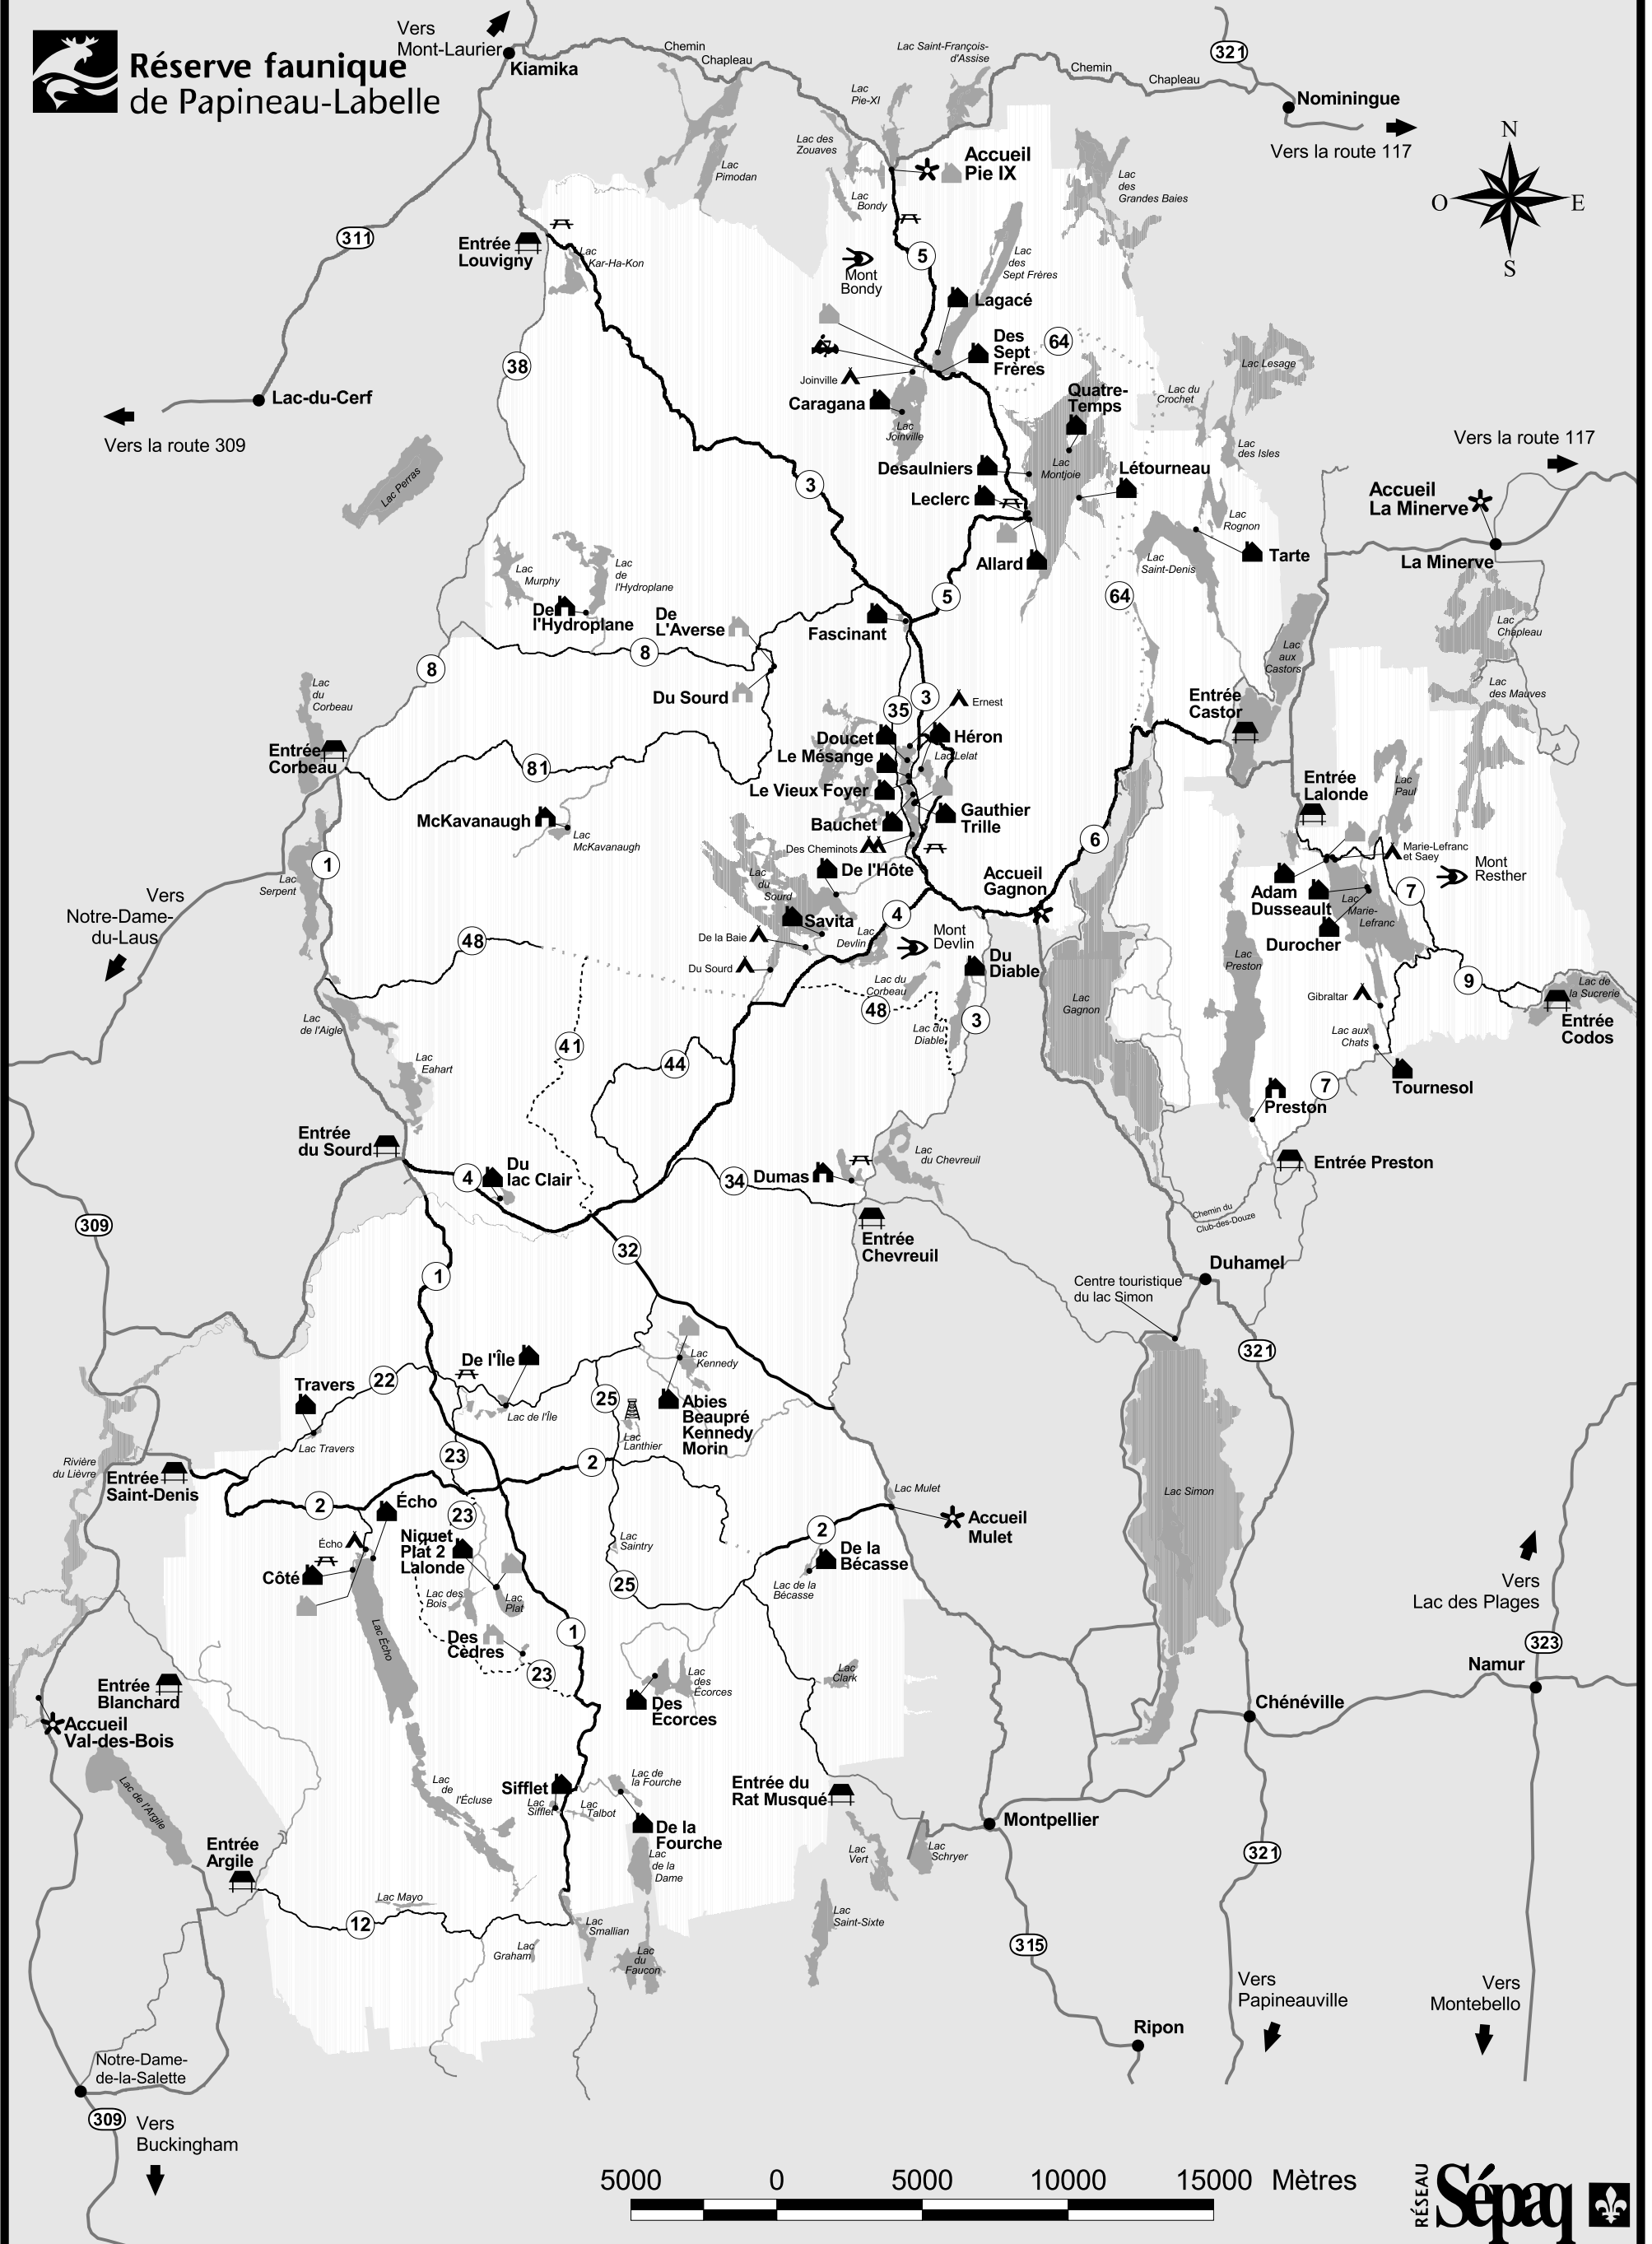 Réserve faunique
de Papineau-Labelle
Vers
Mont-Laurier
Kiamika
Chemin
Chapleau
Lac Saint-François-
d'Assise
Chemin
Chapleau
321
Nominingue
Vers la route 117
N
O
E
S
Lac
Pie-XI
Lac des
Zouaves
Lac
Pimodan
Accueil
Pie IX
Lac
Bondy
Lac
des
Grandes Baies
311
Entrée
Louvigny
Lac
Kar-Ha-Kon
5
Mont
Bondy
Lac
des
Sept Frères
Lagacé
Des
Sept
Frères
64
38
Joinville
Caragana
Lac
Joinville
Quatre-
Temps
Lac du
Crochet
Lac Lesage
Lac-du-Cerf
Vers la route 309
Lac Perras
3
Desaulniers
Leclerc
Lac
Montjoie
Létourneau
Lac
des Isles
Vers la route 117
Accueil
La Minerve
La Minerve
Lac
Rognon
Tarte
Lac
Saint-Denis
Allard
5
64
Lac
Murphy
Lac
de
l'Hydroplane
De
l'Hydroplane
De
L'Averse
Fascinant
Lac
Chapleau
Lac
aux
Castors
8
8
Du Sourd
35
3
Ernest
Entrée
Castor
Lac
des Mauves
Lac
du
Corbeau
Entrée
Corbeau
81
Doucet
Le Mésange
Héron
Lac Lelat
Le Vieux Foyer
Bauchet
Gauthier
Trille
Des Cheminots
McKavanaugh
Lac
McKavanaugh
Entrée
Lalonde
Lac
Paul
6
Marie-Lefranc
et Saey
Mont
Resther
1
Lac
Serpent
De l'Hôte
Lac
du
Sourd
Savita
Accueil
Gagnon
Adam
Dusseault
Durocher
Lac
Marie-
Lefranc
7
Vers
Notre-Dame-
du-Laus
4
48
De la Baie
Lac
Devlin
Mont
Devlin
Du
Diable
Du Sourd
Lac du
Corbeau
48
Lac du
Diable
3
Lac
Gagnon
Lac
Preston
Gibraltar
9
Lac de
la Sucrerie
Entrée
Codos
Lac
de l'Aigle
41
44
Lac
Eahart
Lac aux
Chats
Tournesol
7
Preston
Entrée
du Sourd
4
Du
lac Clair
34
Dumas
Lac
du Chevreuil
Entrée Preston
Chemin du
Club-des-Douze
309
Entrée
Chevreuil
32
1
Duhamel
Centre touristique
du lac Simon
321
De l'Île
Lac de l'Île
Lac
Kennedy
22
Travers
Lac Travers
25
Abies
Beaupré
Kennedy
Morin
Lac
Lanthier
Rivière
du Lièvre
Entrée
Saint-Denis
23
2
Lac Simon
2
Écho
23
Lac Mulet
Accueil
Mulet
2
Écho
Niquet
Plat 2
Lalonde
Lac
Saintry
De la
Bécasse
Lac de la
Bécasse
Côté
25
Lac des
Bois
Lac
Plat
Vers
Lac des Plages
Lac Écho
Des
Cèdres
1
323
23
Lac
des
Écorces
Lac
Clark
Namur
Entrée
Blanchard
Des
Écorces
Chénéville
Accueil
Val-des-Bois
Lac de l'Argile
Lac
de
l'Écluse
Sifflet
Lac
Sifflet
Lac
Talbot
Lac de
la Fourche
Entrée du
Rat Musqué
De la
Fourche
Montpellier
Entrée
Argile
Lac
de la
Dame
Lac
Vert
Lac
Schryer
321
Lac Mayo
12
Lac
Smallian
Lac
Graham
Lac
du
Faucon
Lac
Saint-Sixte
315
Vers
Papineauville
Vers
Montebello
Ripon
Notre-Dame-
de-la-Salette
309
Vers
Buckingham
5000
0
5000
10000
15000
Mètres
RÉSEAU
Sépaq